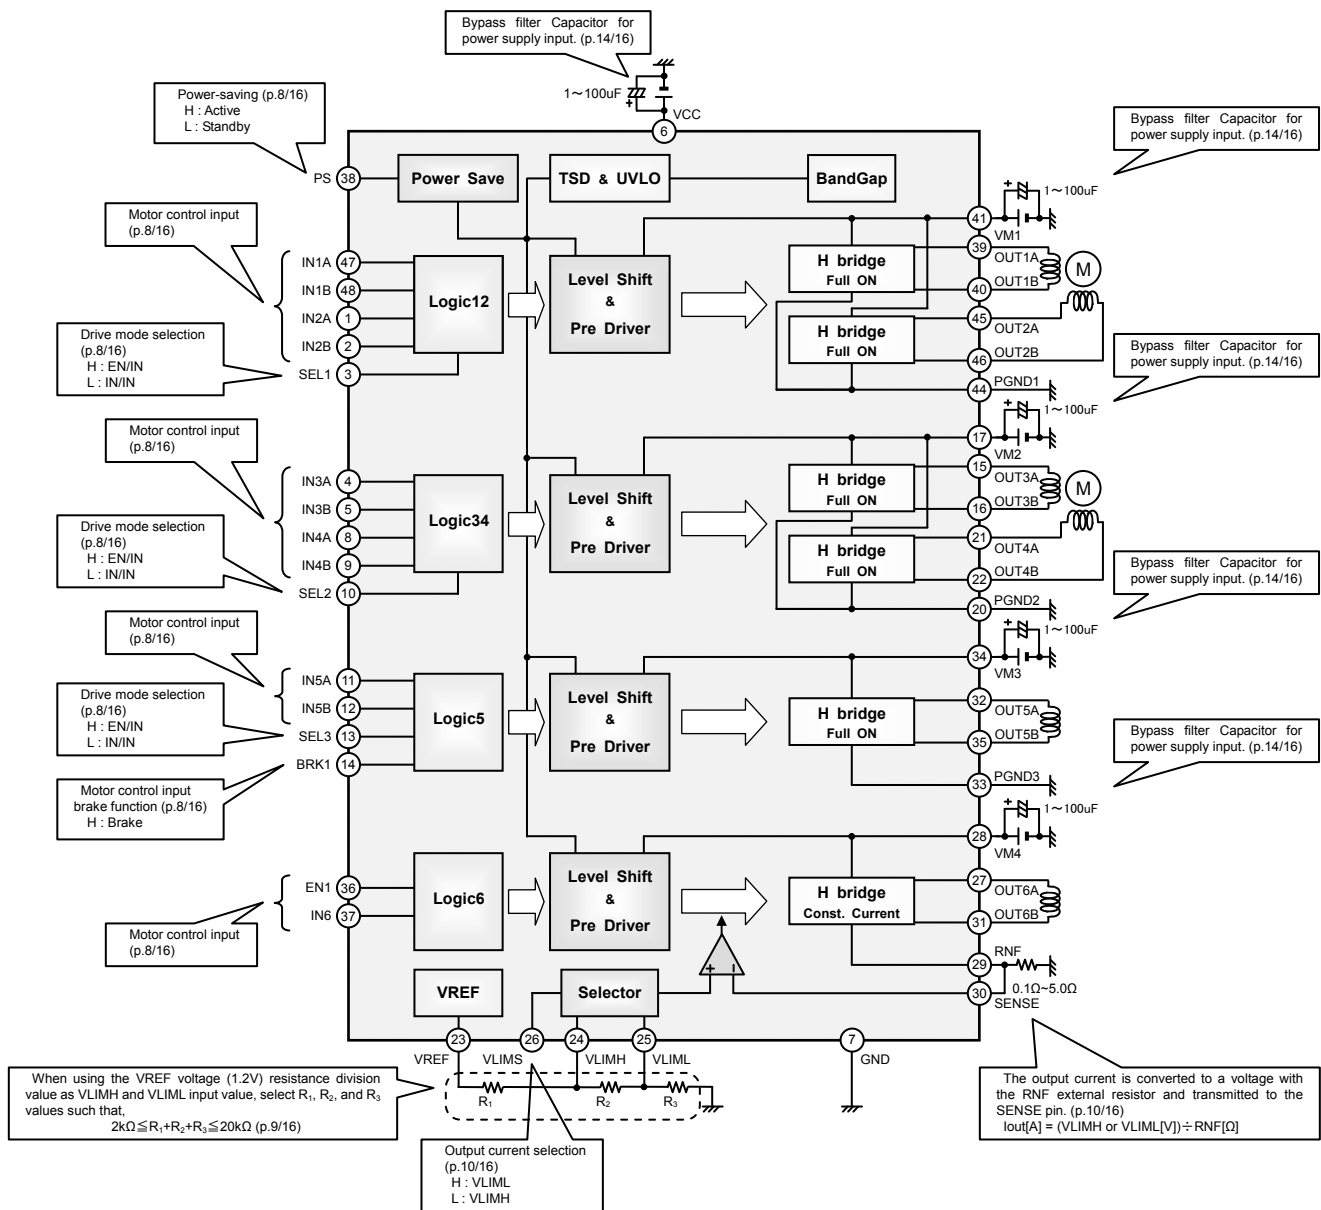 Bypass filter Capacitor for
power supply input. (p.14/16)
1～100uF
+
VCC
6
Power-saving (p.8/16)
H : Active
L : Standby
Bypass filter Capacitor for
power supply input. (p.14/16)
PS 38
Power Save
TSD & UVLO
BandGap
+
1～100uF
41
VM1
Motor control input
(p.8/16)
IN1A 47
IN1B 48
IN2A 1
IN2B 2
SEL1 3
Logic12
Level Shift
&
Pre Driver
H bridge
Full ON
H bridge
Full ON
39
OUT1A
OUT1B
40
M
45
OUT2A
OUT2B
46
44 PGND1
Drive mode selection
(p.8/16)
H : EN/IN
L : IN/IN
Bypass filter Capacitor for
power supply input. (p.14/16)
+
1～100uF
17
VM2
Motor control input
(p.8/16)
IN3A 4
IN3B 5
IN4A 8
IN4B 9
SEL2 10
Logic34
Level Shift
&
Pre Driver
H bridge
Full ON
H bridge
Full ON
15
OUT3A
OUT3B
16
M
21
OUT4A
OUT4B
22
20 PGND2
Drive mode selection
(p.8/16)
H : EN/IN
L : IN/IN
Bypass filter Capacitor for
power supply input. (p.14/16)
+
1～100uF
34
VM3
Motor control input
(p.8/16)
IN5A 11
IN5B 12
SEL3 13
BRK1 14
Logic5
Level Shift
&
Pre Driver
H bridge
Full ON
32
OUT5A
OUT5B
35
33 PGND3
Drive mode selection
(p.8/16)
H : EN/IN
L : IN/IN
Motor control input
brake function (p.8/16)
H : Brake
Bypass filter Capacitor for
power supply input. (p.14/16)
+
1～100uF
28
VM4
EN1 36
IN6 37
Logic6
Level Shift
&
Pre Driver
H bridge
Const. Current
27
OUT6A
OUT6B
31
Motor control input
(p.8/16)
+ −
RNF
29
0.1Ω~5.0Ω
30
SENSE
VREF
Selector
23 26 24 25 7
VREF VLIMS VLIMH VLIML GND
R₁ R₂ R₃
When using the VREF voltage (1.2V) resistance division
value as VLIMH and VLIML input value, select R₁, R₂, and R₃
values such that,
2kΩ≦R₁+R₂+R₃≦20kΩ (p.9/16)
Output current selection
(p.10/16)
H : VLIML
L : VLIMH
The output current is converted to a voltage with
the RNF external resistor and transmitted to the
SENSE pin. (p.10/16)
Iout[A] = (VLIMH or VLIML[V])÷RNF[Ω]